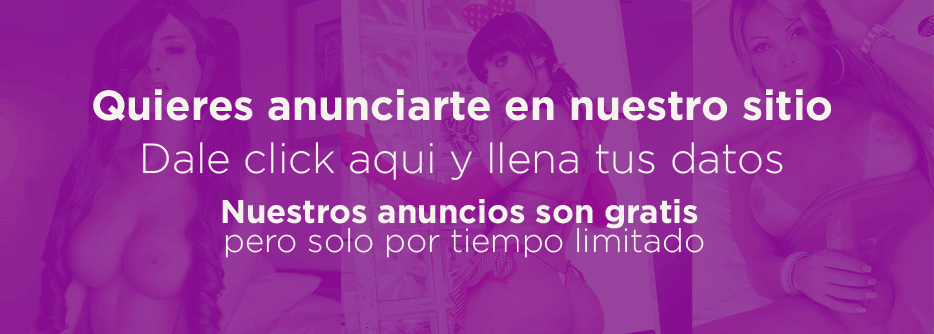 Quieres anunciarte en nuestro sitio
Dale click aqui y llena tus datos
Nuestros anuncios son gratis
pero solo por tiempo limitado